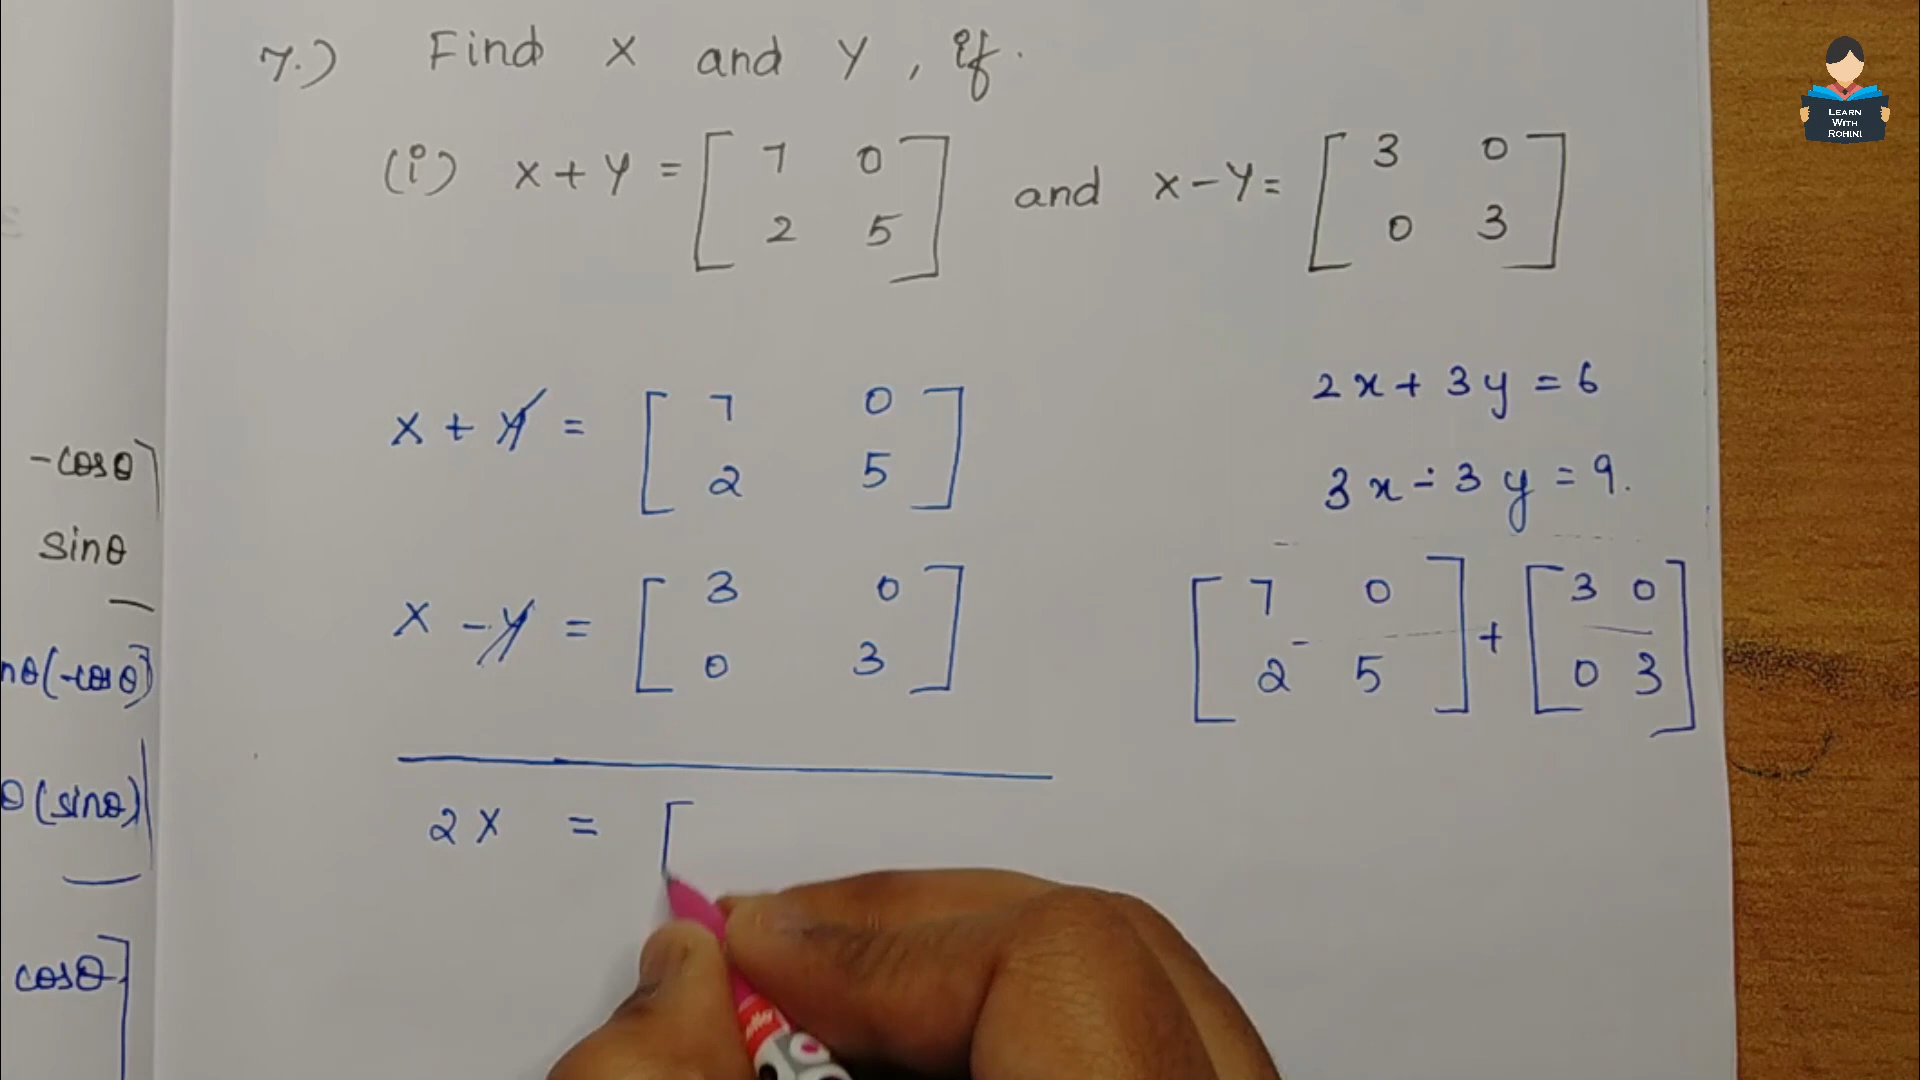 7.) Find X and Y, if.
(i) X + Y = [ 7 0 and X - Y = [ 3 0
2 5 ] 0 3 ]
X + Y = [ 7 0
2 5 ]
X - Y = [ 3 0
0 3 ]
2X = [
2x + 3y = 6
3x - 3y = 9.
[ 7 0 + [ 3 0
2 5 ] 0 3 ]
-cosθ]
sinθ
θ(-cosθ)
θ(sinθ)
cosθ]
LEARN
WITH
ROHINI